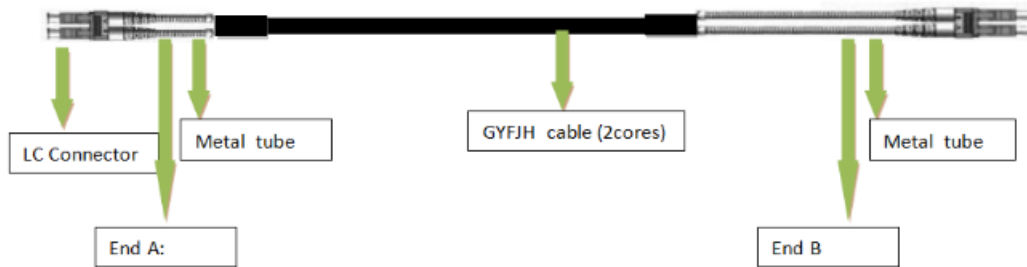 LC Connector
Metal tube
GYFJH cable (2cores)
Metal tube
End A:
End B